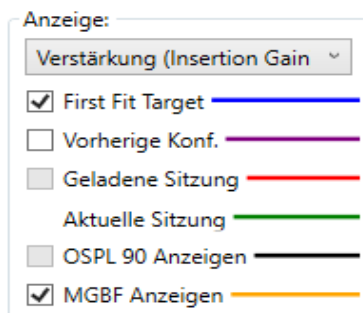 Anzeige:
Verstärkung (Insertion Gain
First Fit Target
Vorherige Konf.
Geladene Sitzung
Aktuelle Sitzung
OSPL 90 Anzeigen
MGBF Anzeigen